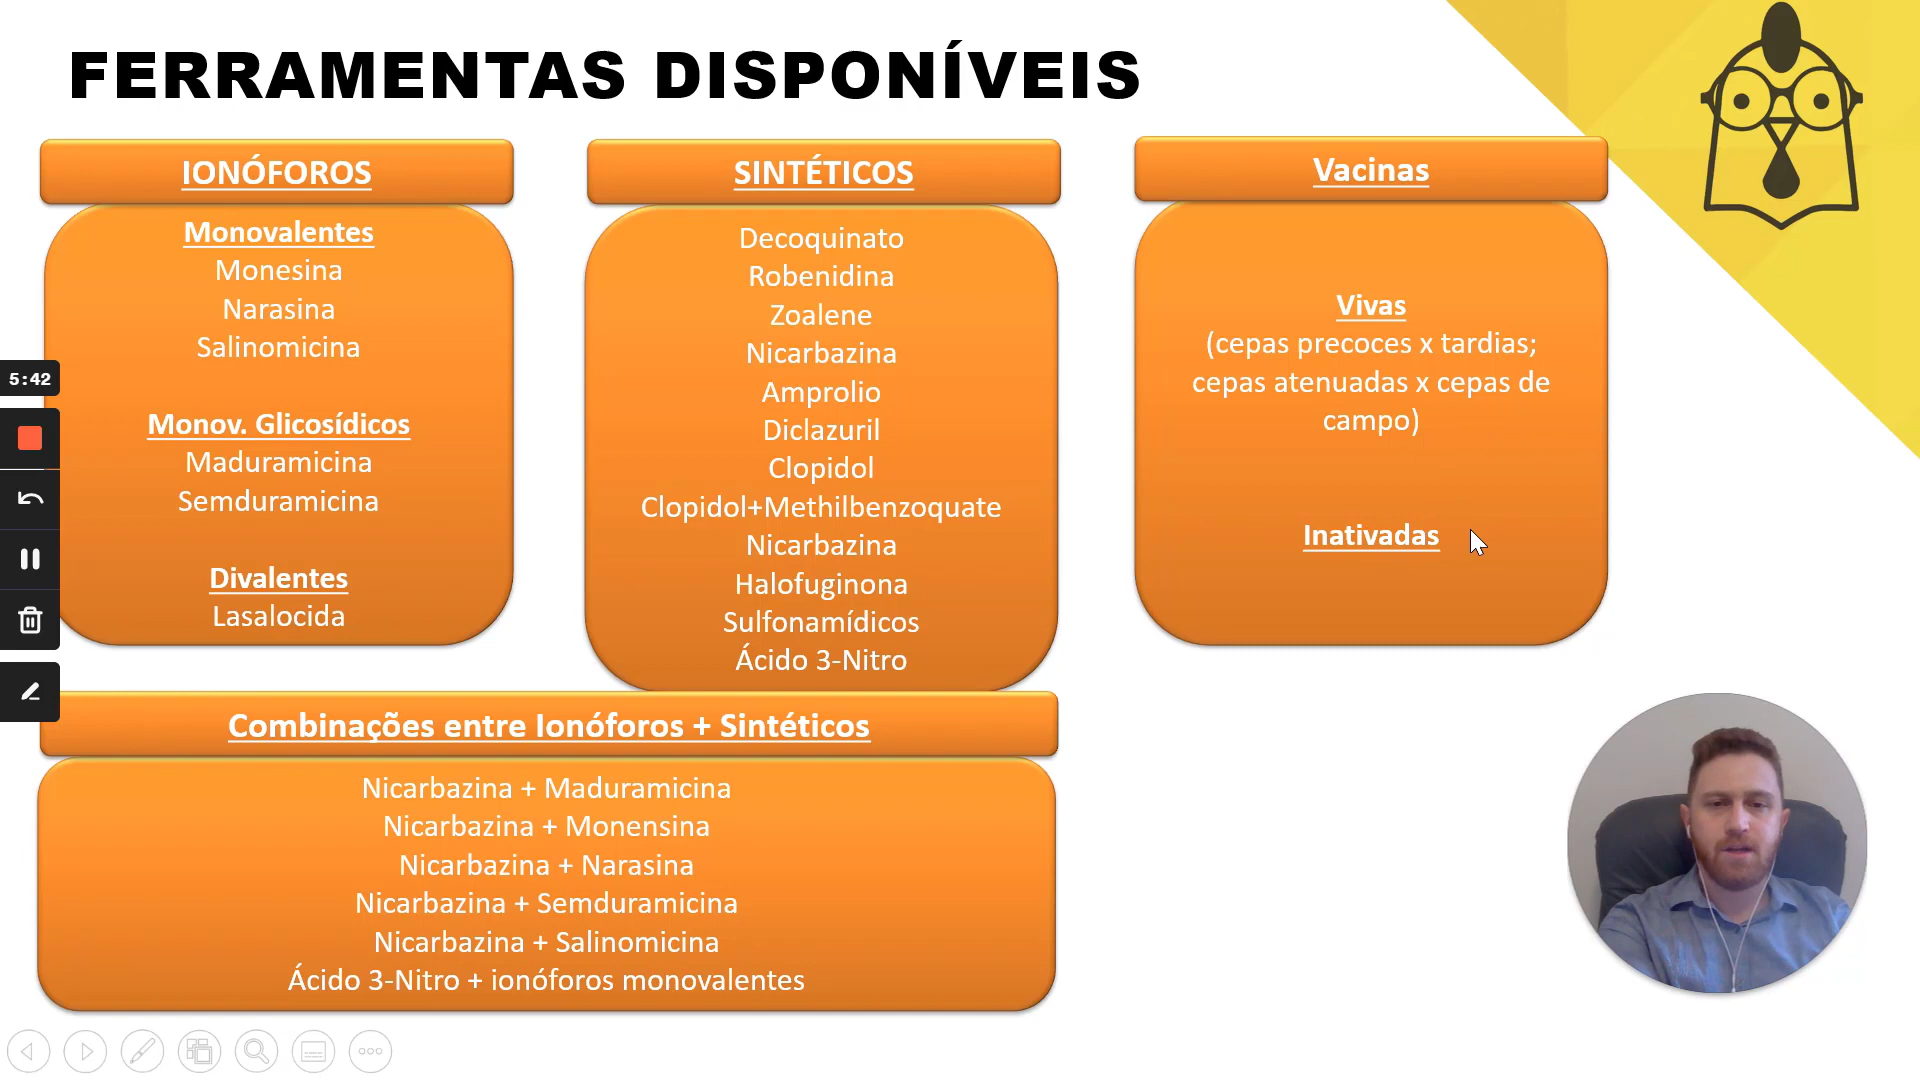 FERRAMENTAS DISPONÍVEIS
IONÓFOROS
Monovalentes
Monesina
Narasina
Salinomicina
Monov. Glicosídicos
Maduramicina
Semduramicina
Divalentes
Lasalocida
SINTÉTICOS
Decoquinato
Robenidina
Zoalene
Nicarbazina
Amprolio
Diclazuril
Clopidol
Clopidol+Methilbenzoquate
Nicarbazina
Halofuginona
Sulfonamídicos
Ácido 3-Nitro
Vacinas
Vivas
(cepas precoces x tardias;
cepas atenuadas x cepas de
campo)
Inativadas
5:42
Combinações entre Ionóforos + Sintéticos
Nicarbazina + Maduramicina
Nicarbazina + Monensina
Nicarbazina + Narasina
Nicarbazina + Semduramicina
Nicarbazina + Salinomicina
Ácido 3-Nitro + ionóforos monovalentes